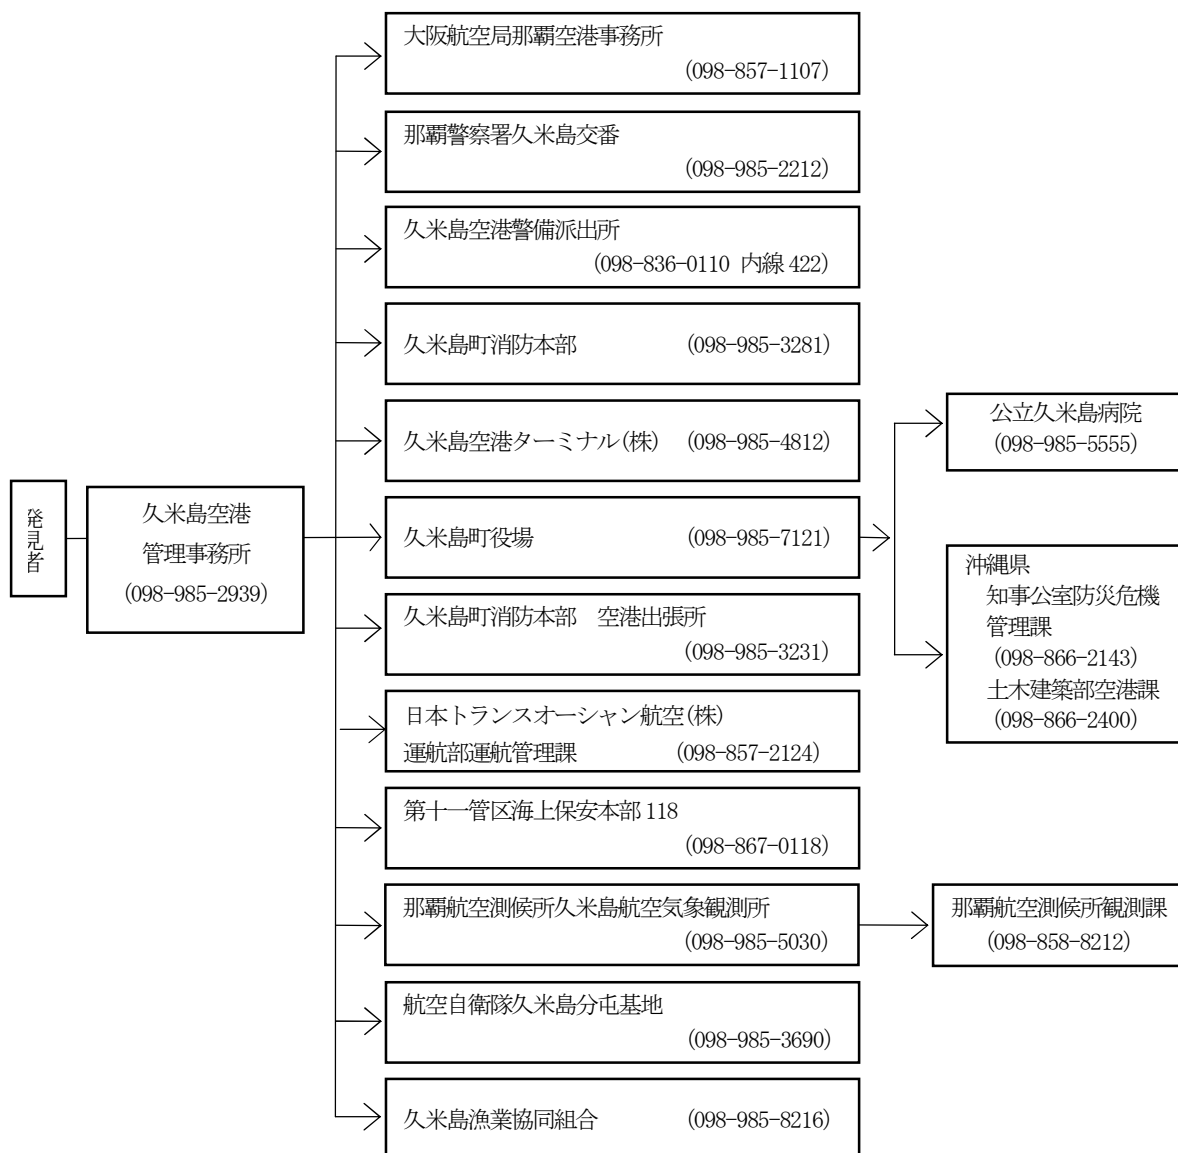 発見者
久米島空港
管理事務所
(098-985-2939)
大阪航空局那覇空港事務所
(098-857-1107)
那覇警察署久米島交番
(098-985-2212)
久米島空港警備派出所
(098-836-0110 内線 422)
久米島町消防本部 (098-985-3281)
久米島空港ターミナル(株) (098-985-4812)
久米島町役場 (098-985-7121)
久米島町消防本部　空港出張所
(098-985-3231)
日本トランスオーシャン航空(株)
運航部運航管理課 (098-857-2124)
第十一管区海上保安本部 118
(098-867-0118)
那覇航空測候所久米島航空気象観測所
(098-985-5030)
航空自衛隊久米島分屯基地
(098-985-3690)
久米島漁業協同組合 (098-985-8216)
公立久米島病院
(098-985-5555)
沖縄県
知事公室防災危機
管理課
(098-866-2143)
土木建築部空港課
(098-866-2400)
那覇航空測候所観測課
(098-858-8212)